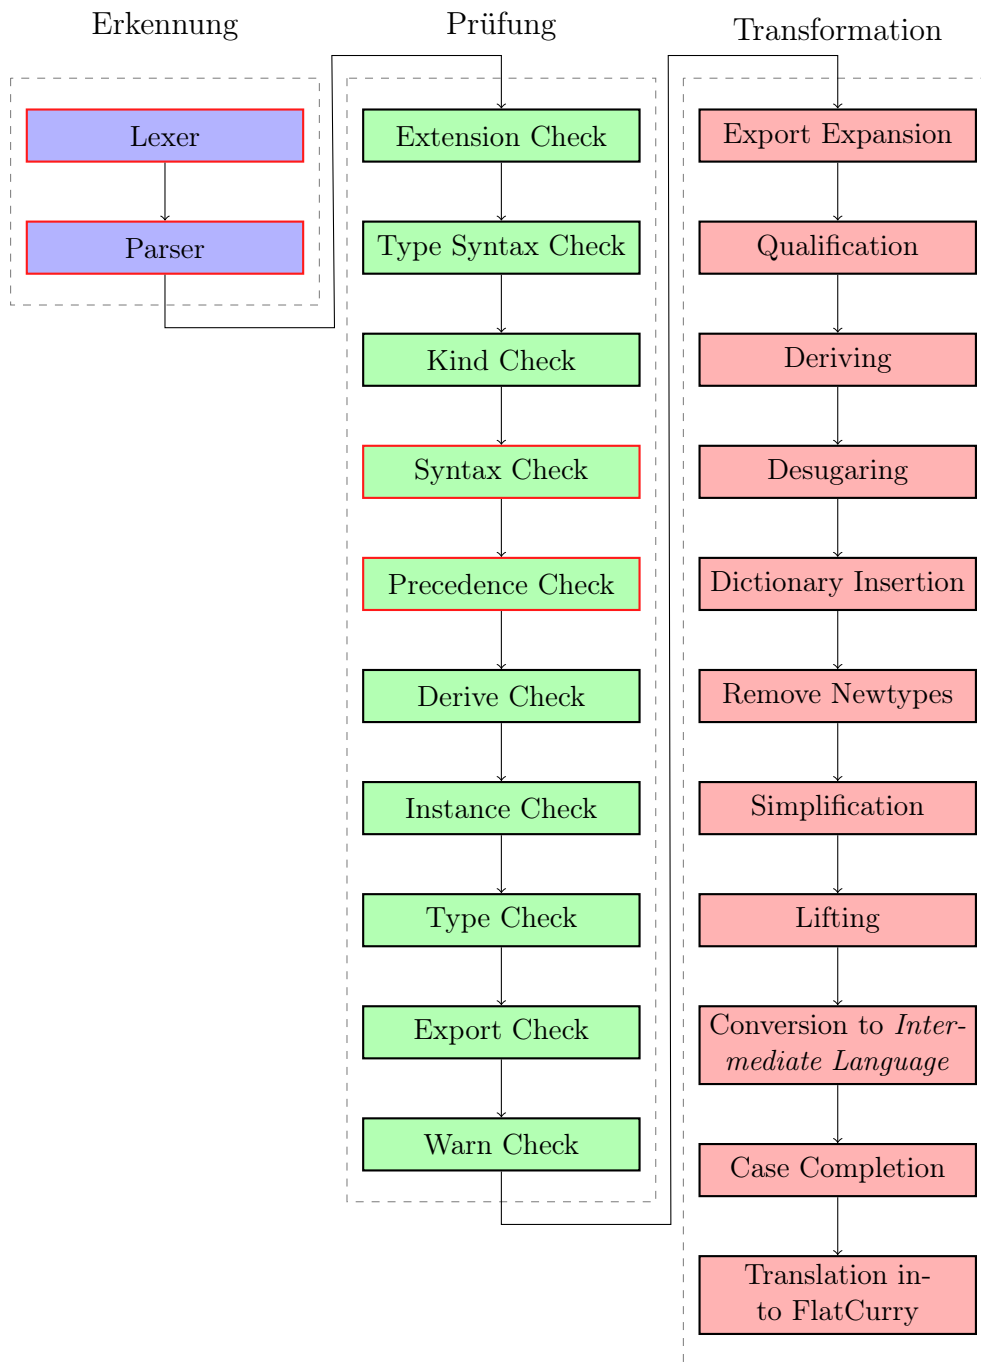 Erkennung
Lexer
Parser
Prüfung
Extension Check
Type Syntax Check
Kind Check
Syntax Check
Precedence Check
Derive Check
Instance Check
Type Check
Export Check
Warn Check
Transformation
Export Expansion
Qualification
Deriving
Desugaring
Dictionary Insertion
Remove Newtypes
Simplification
Lifting
Conversion to Inter-
mediate Language
Case Completion
Translation in-
to FlatCurry